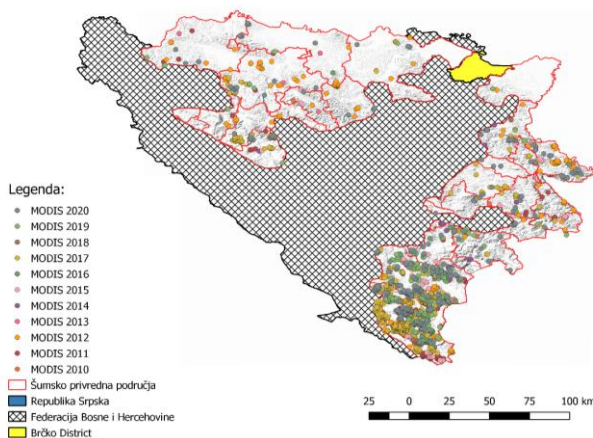 Legenda:
MODIS 2020
MODIS 2019
MODIS 2018
MODIS 2017
MODIS 2016
MODIS 2015
MODIS 2014
MODIS 2013
MODIS 2012
MODIS 2011
MODIS 2010
Šumsko privredna područja
Republika Srpska
Federacija Bosne i Hercehovine
Brčko District
25 0 25 50 75 100 km